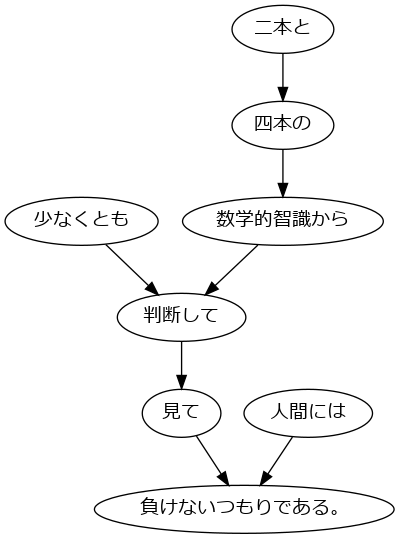 二本と
四本の
少なくとも
数学的智識から
判断して
見て
人間には
負けないつもりである。